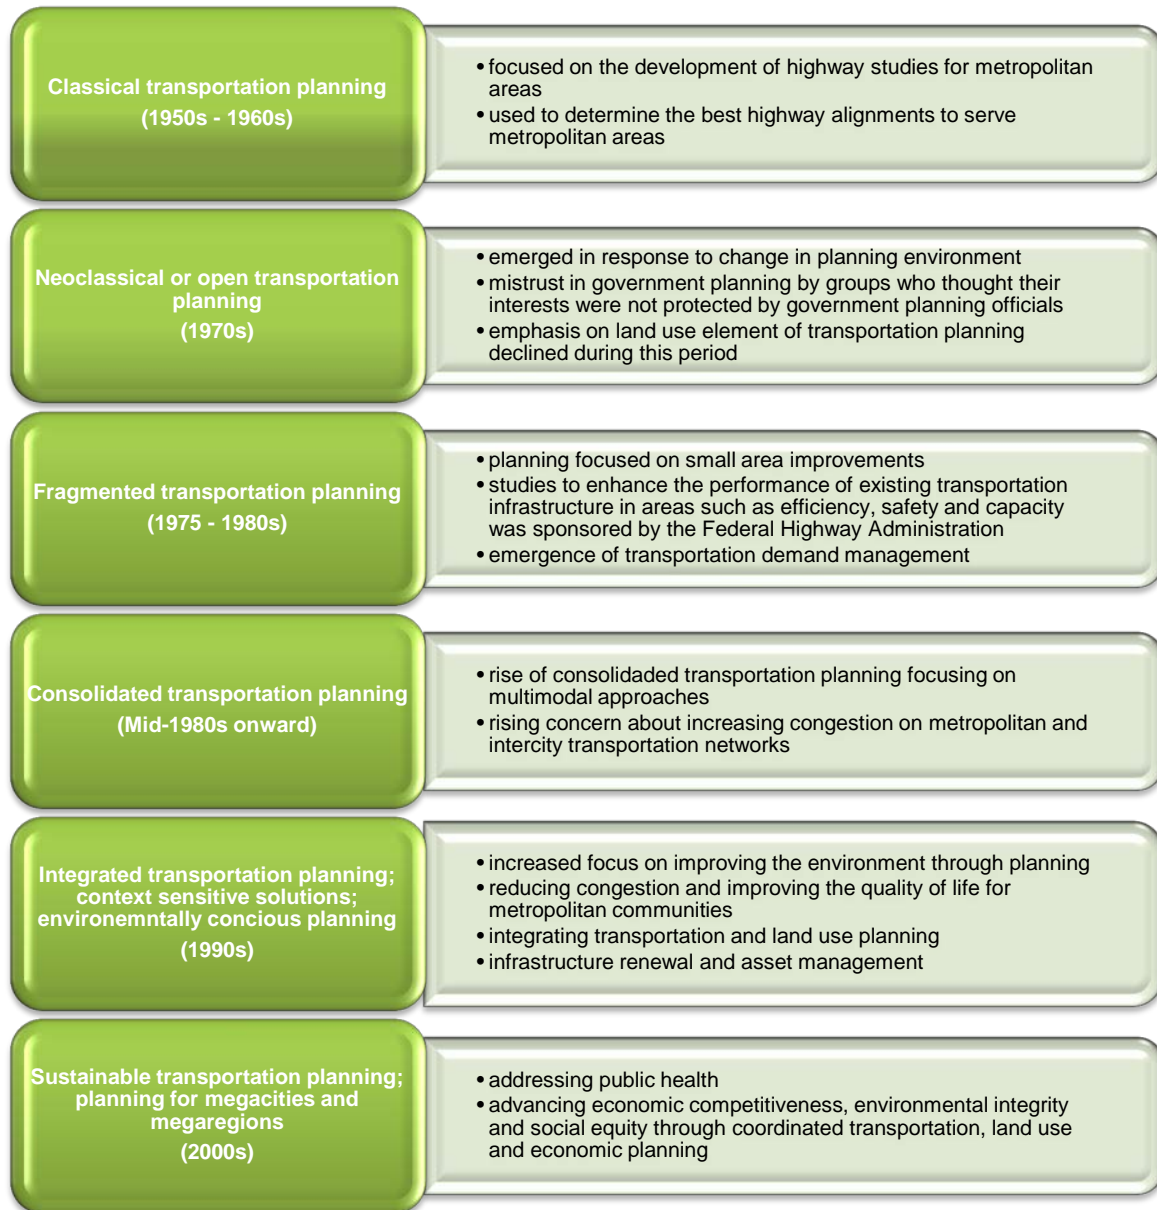 Classical transportation planning
(1950s - 1960s)
• focused on the development of highway studies for metropolitan
areas
• used to determine the best highway alignments to serve
metropolitan areas
Neoclassical or open transportation
planning
(1970s)
• emerged in response to change in planning environment
• mistrust in government planning by groups who thought their
interests were not protected by government planning officials
• emphasis on land use element of transportation planning
declined during this period
Fragmented transportation planning
(1975 - 1980s)
• planning focused on small area improvements
• studies to enhance the performance of existing transportation
infrastructure in areas such as efficiency, safety and capacity
was sponsored by the Federal Highway Administration
• emergence of transportation demand management
Consolidated transportation planning
(Mid-1980s onward)
• rise of consolidaded transportation planning focusing on
multimodal approaches
• rising concern about increasing congestion on metropolitan and
intercity transportation networks
Integrated transportation planning;
context sensitive solutions;
environemntally concious planning
(1990s)
• increased focus on improving the environment through planning
• reducing congestion and improving the quality of life for
metropolitan communities
• integrating transportation and land use planning
• infrastructure renewal and asset management
Sustainable transportation planning;
planning for megacities and
megaregions
(2000s)
• addressing public health
• advancing economic competitiveness, environmental integrity
and social equity through coordinated transportation, land use
and economic planning